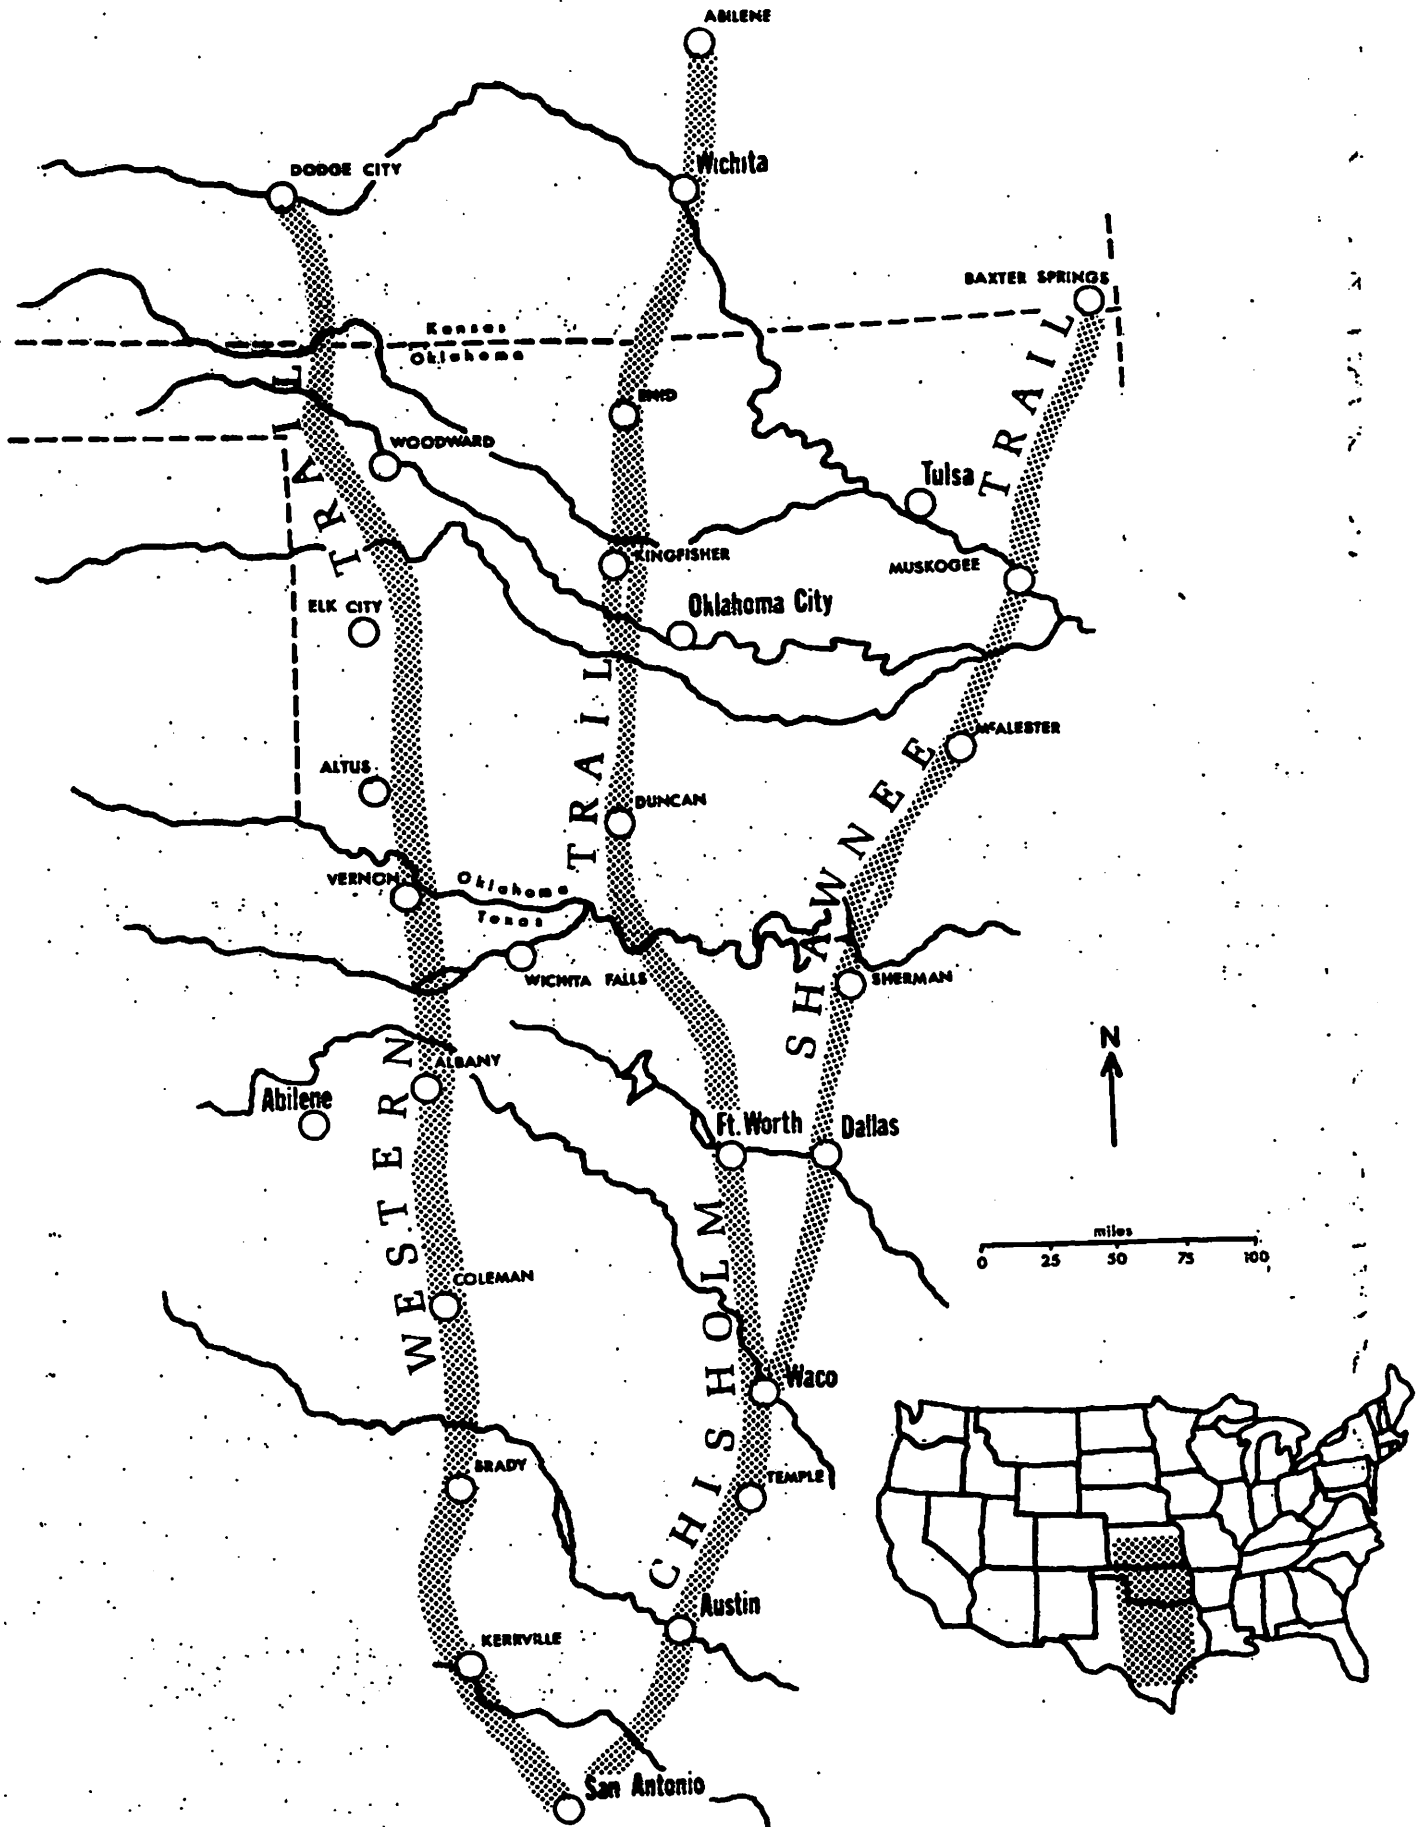 ABILENE
DODGE CITY
Wichita
BAXTER SPRINGS
Kansas
Oklahoma
ENID
WOODWARD
Tulsa
KINGFISHER
MUSKOGEE
ELK CITY
Oklahoma City
McALESTER
ALTUS
DUNCAN
VERNON
Oklahoma
Texas
WICHITA FALLS
SHERMAN
ALBANY
Abilene
Ft. Worth
Dallas
N
miles
0 25 50 75 100
COLEMAN
Waco
BRADY
TEMPLE
Austin
KERRVILLE
San Antonio
WESTERN TRAIL
CHISHOLM TRAIL
SHAWNEE TRAIL